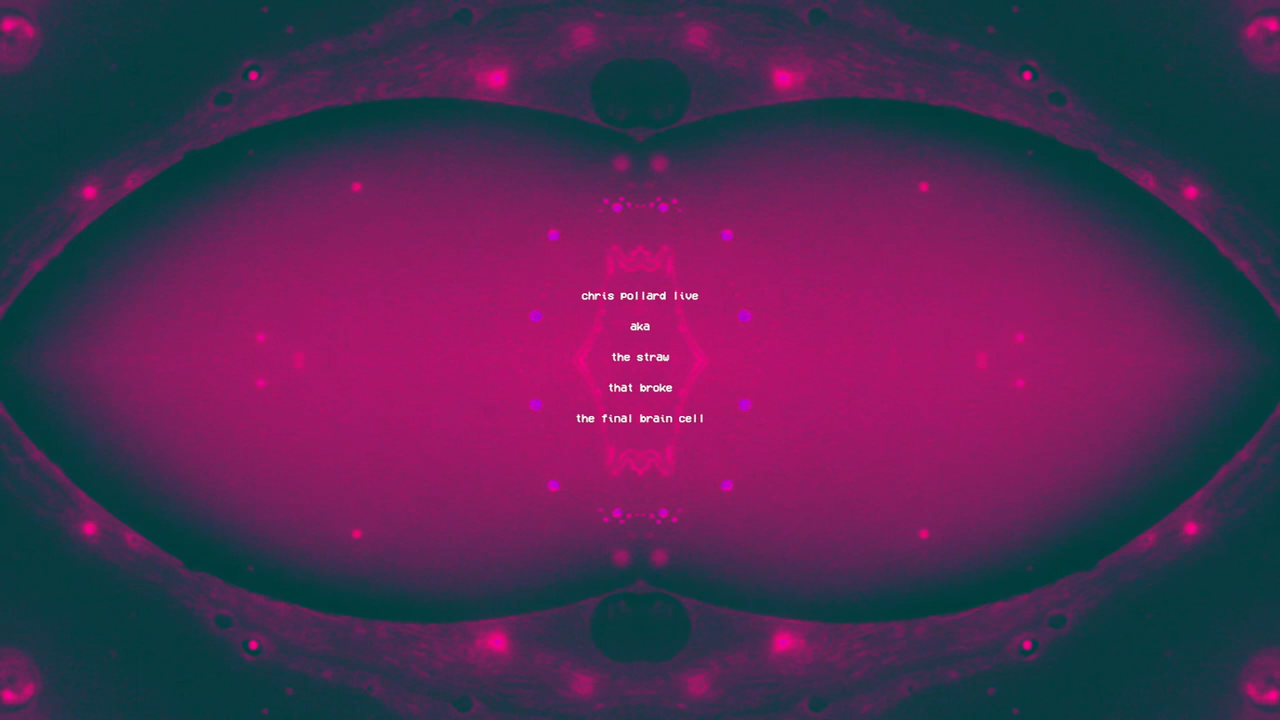 chris pollard live
aka
the straw
that broke
the final brain cell